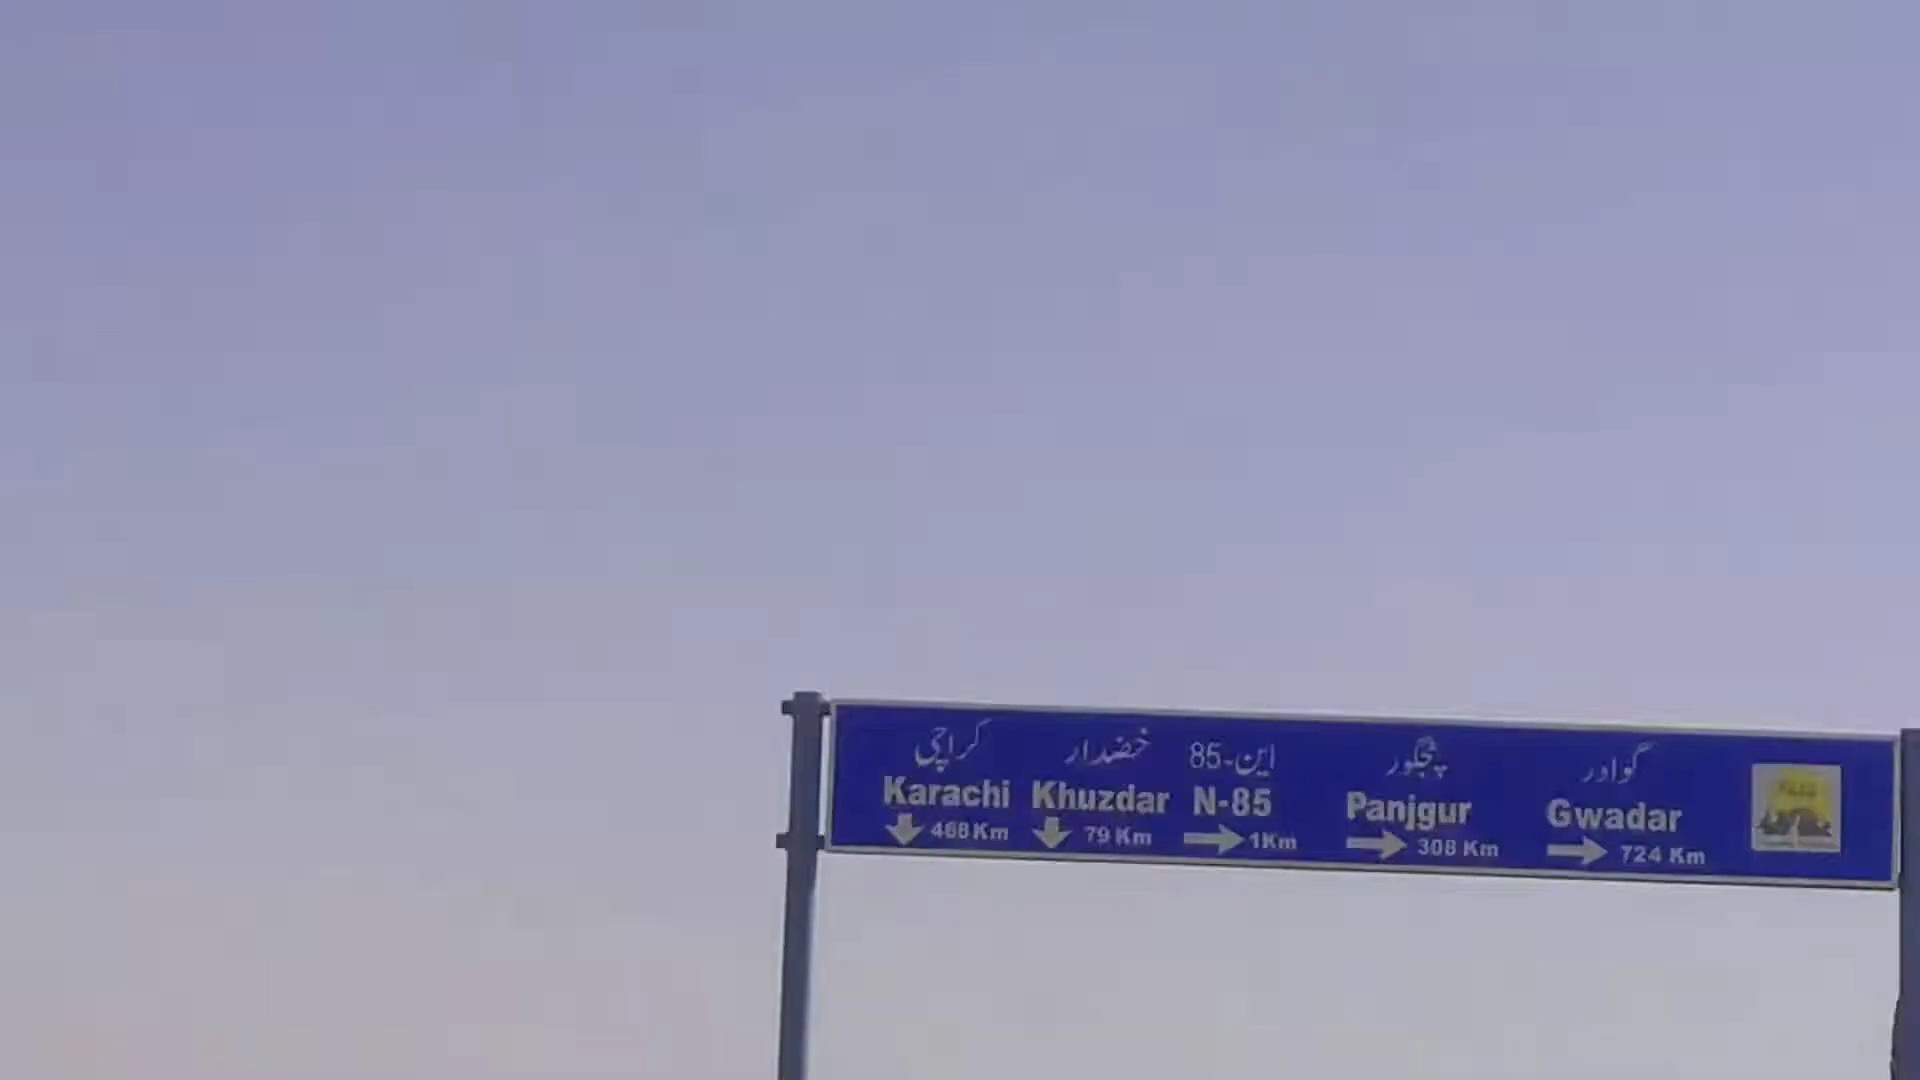 کراچی خضدار این-85 پنجگور گوادر
Karachi Khuzdar N-85 Panjgur Gwadar
468 Km 79 Km 1Km 308 Km 724 Km